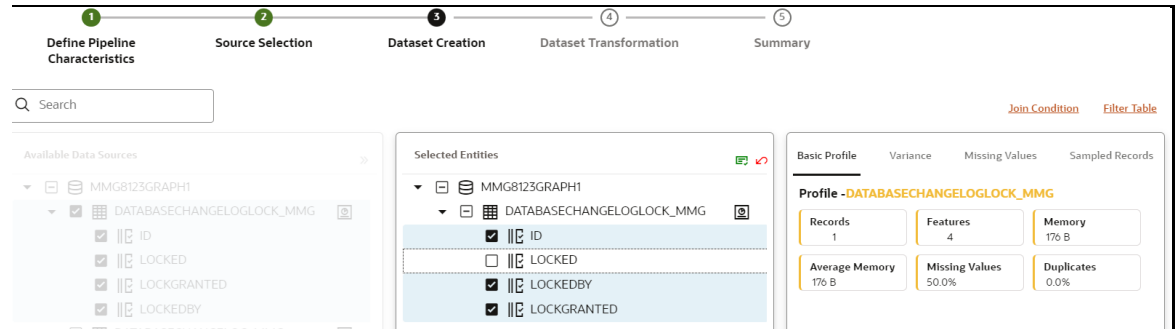 1
2
3
4
5
Define Pipeline
Characteristics
Source Selection
Dataset Creation
Dataset Transformation
Summary
Search
Join Condition
Filter Table
Available Data Sources
MMG8123GRAPH1
DATABASECHANGELOGLOCK_MMG
ID
LOCKED
LOCKGRANTED
LOCKEDBY
Selected Entities
MMG8123GRAPH1
DATABASECHANGELOGLOCK_MMG
ID
LOCKED
LOCKEDBY
LOCKGRANTED
Basic Profile
Variance
Missing Values
Sampled Records
Profile -DATABASECHANGELOGLOCK_MMG
Records
1
Features
4
Memory
176 B
Average Memory
176 B
Missing Values
50.0%
Duplicates
0.0%